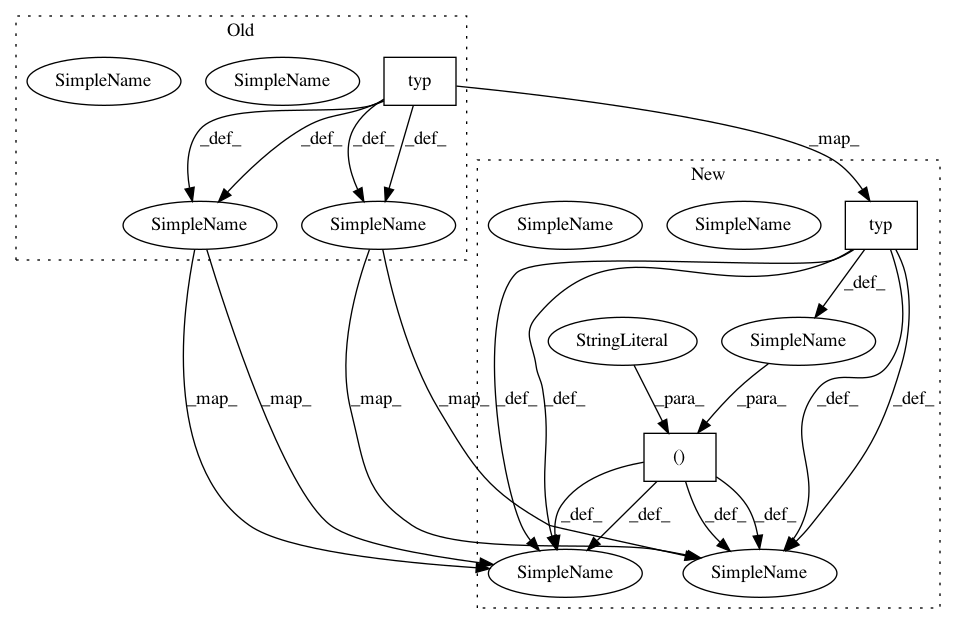 Old
SimpleName SimpleName typ
_def_ _def_ _def_ _def_ _map_
New
SimpleName SimpleName SimpleName SimpleName typ
_def_
StringLiteral SimpleName
_map_ _map_ _map_ _map_ _def_ _def_ _para_ _para_ _def_ _def_
()
_def_ _def_ _def_ _def_
SimpleName SimpleName